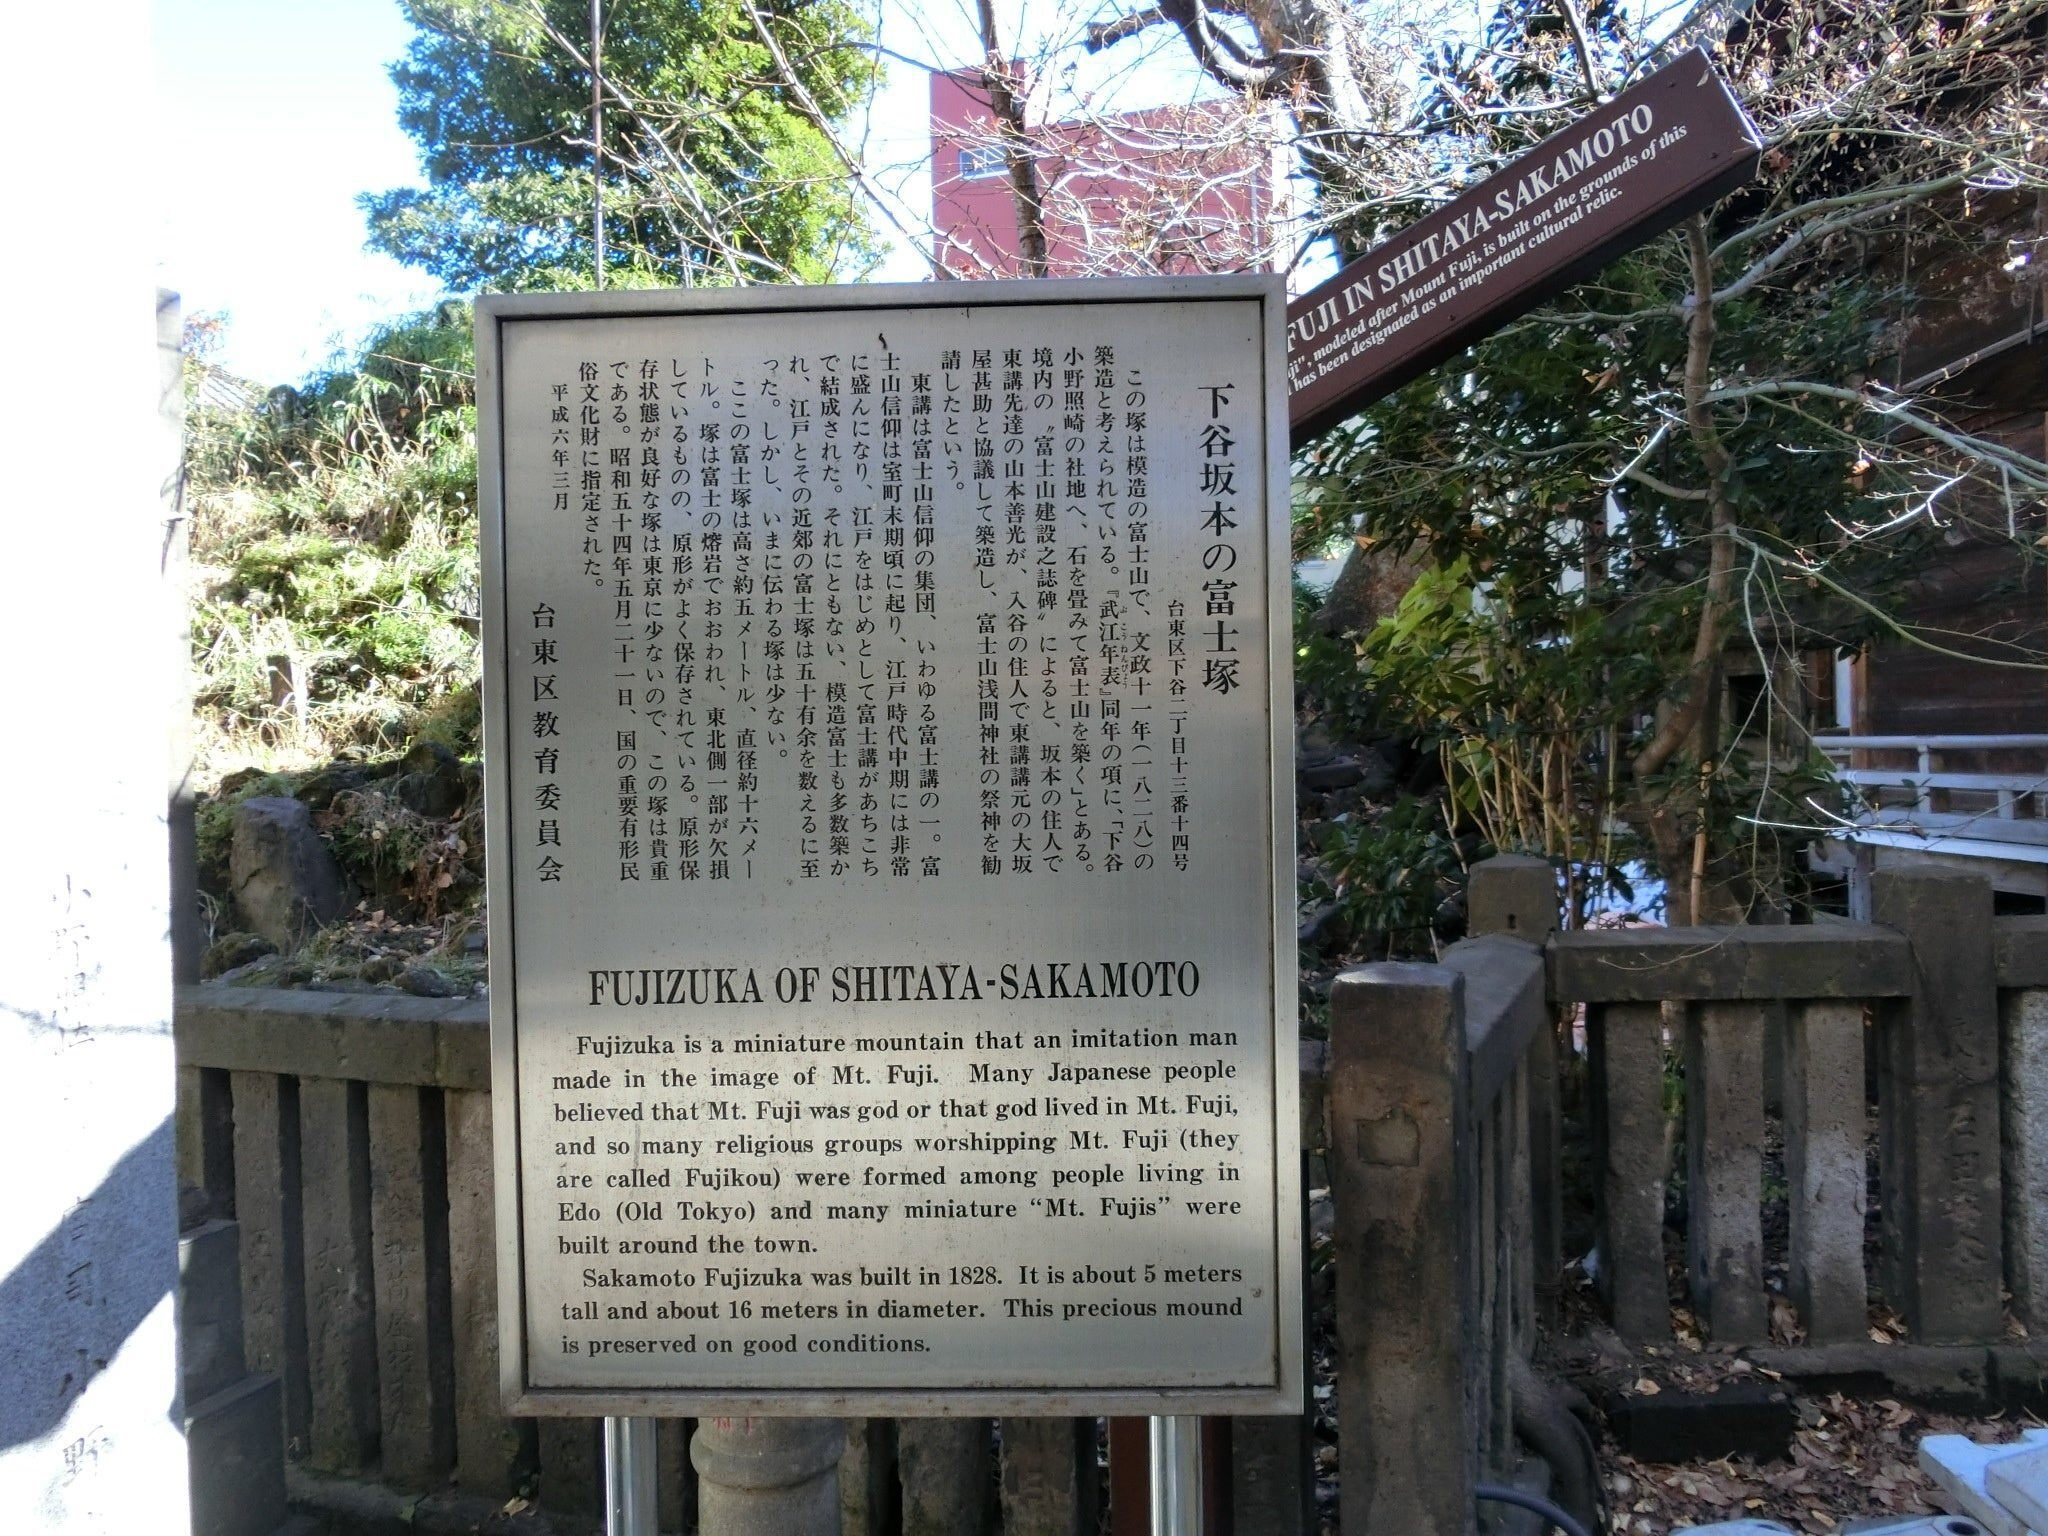 下谷坂本の富士塚
台東区下谷二丁目十三番十四号
この塚は模造の富士山で、文政十一年(一八二八)の
築造と考えられている。『武江年表』同年の項に、「下谷
ぶこうねんぴょう
小野照崎の社地へ、石を畳みて富士山を築く」とある。
境内の〝富士山建設之誌碑〟によると、坂本の住人で
東講先達の山本善光が、入谷の住人で東講講元の大坂
屋甚助と協議して築造し、富士山浅間神社の祭神を勧
請したという。
東講は富士山信仰の集団、いわゆる富士講の一。富
士山信仰は室町末期頃に起り、江戸時代中期には非常
に盛んになり、江戸をはじめとして富士講があちこち
で結成された。それにともない、模造富士も多数築か
れ、江戸とその近郊の富士塚は五十有余を数えるに至
った。しかし、いまに伝わる塚は少ない。
ここの富士塚は高さ約五メートル、直径約十六メー
トル。塚は富士の熔岩でおおわれ、東北側一部が欠損
しているものの、原形がよく保存されている。原形保
存状態が良好な塚は東京に少ないので、この塚は貴重
である。昭和五十四年五月二十一日、国の重要有形民
俗文化財に指定された。
平成六年三月
台東区教育委員会
FUJIZUKA OF SHITAYA-SAKAMOTO
Fujizuka is a miniature mountain that an imitation man
made in the image of Mt. Fuji. Many Japanese people
believed that Mt. Fuji was god or that god lived in Mt. Fuji,
and so many religious groups worshipping Mt. Fuji (they
are called Fujikou) were formed among people living in
Edo (Old Tokyo) and many miniature “Mt. Fujis” were
built around the town.
Sakamoto Fujizuka was built in 1828. It is about 5 meters
tall and about 16 meters in diameter. This precious mound
is preserved on good conditions.
FUJI IN SHITAYA-SAKAMOTO
ji", modeled after Mount Fuji, is built on the grounds of this
has been designated as an important cultural relic.